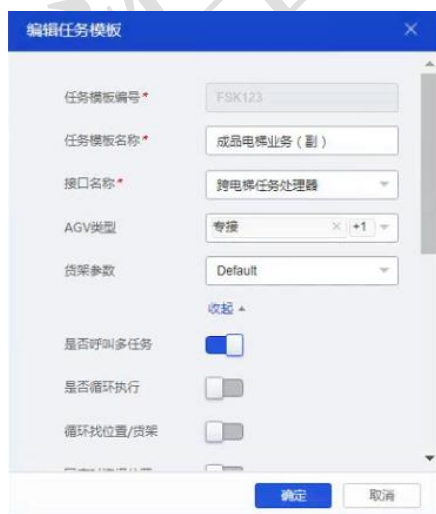 编辑任务模板
任务模板编号* FSK123
任务模板名称* 成品电梯业务(副)
接口名称* 跨电梯任务处理器
AGV类型 专接 × +1
货架参数 Default
收起
是否呼叫多任务
是否循环执行
循环找位置/货架
确定 取消